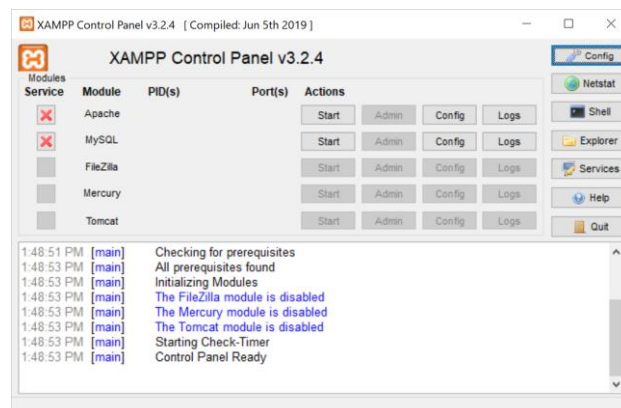 XAMPP Control Panel v3.2.4 [ Compiled: Jun 5th 2019 ]
XAMPP Control Panel v3.2.4
Config
Modules
Service Module PID(s) Port(s) Actions
Netstat
Apache Start Admin Config Logs
Shell
MySQL Start Admin Config Logs
Explorer
FileZilla Start Admin Config Logs
Services
Mercury Start Admin Config Logs
Help
Tomcat Start Admin Config Logs
Quit
1:48:51 PM [main] Checking for prerequisites
1:48:53 PM [main] All prerequisites found
1:48:53 PM [main] Initializing Modules
1:48:53 PM [main] The FileZilla module is disabled
1:48:53 PM [main] The Mercury module is disabled
1:48:53 PM [main] The Tomcat module is disabled
1:48:53 PM [main] Starting Check-Timer
1:48:53 PM [main] Control Panel Ready